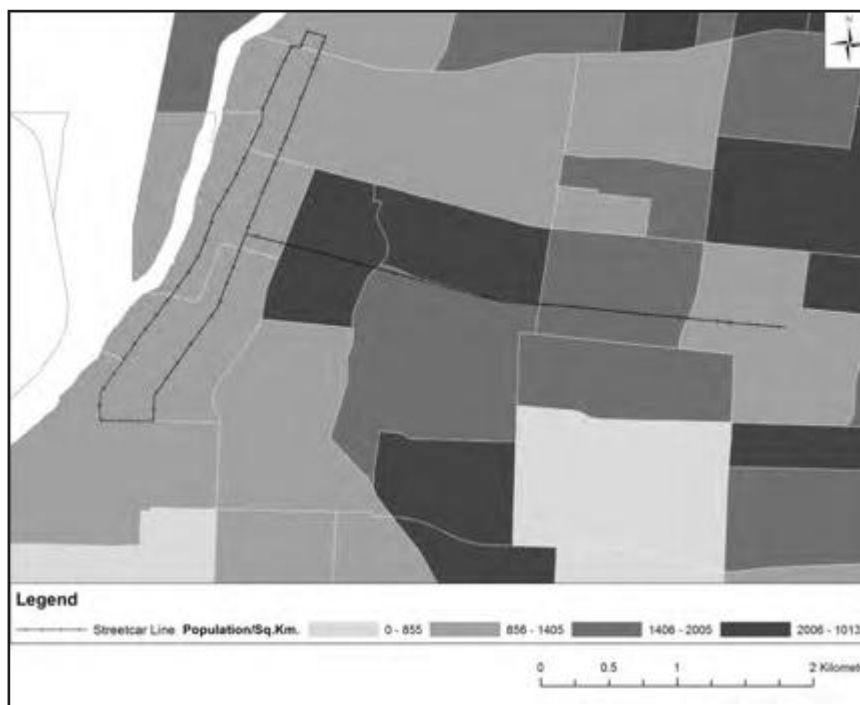 N
Legend
Streetcar Line Population/Sq.Km. 0 - 855 856 - 1405 1406 - 2005 2006 - 1013
0 0.5 1 2 Kilomet